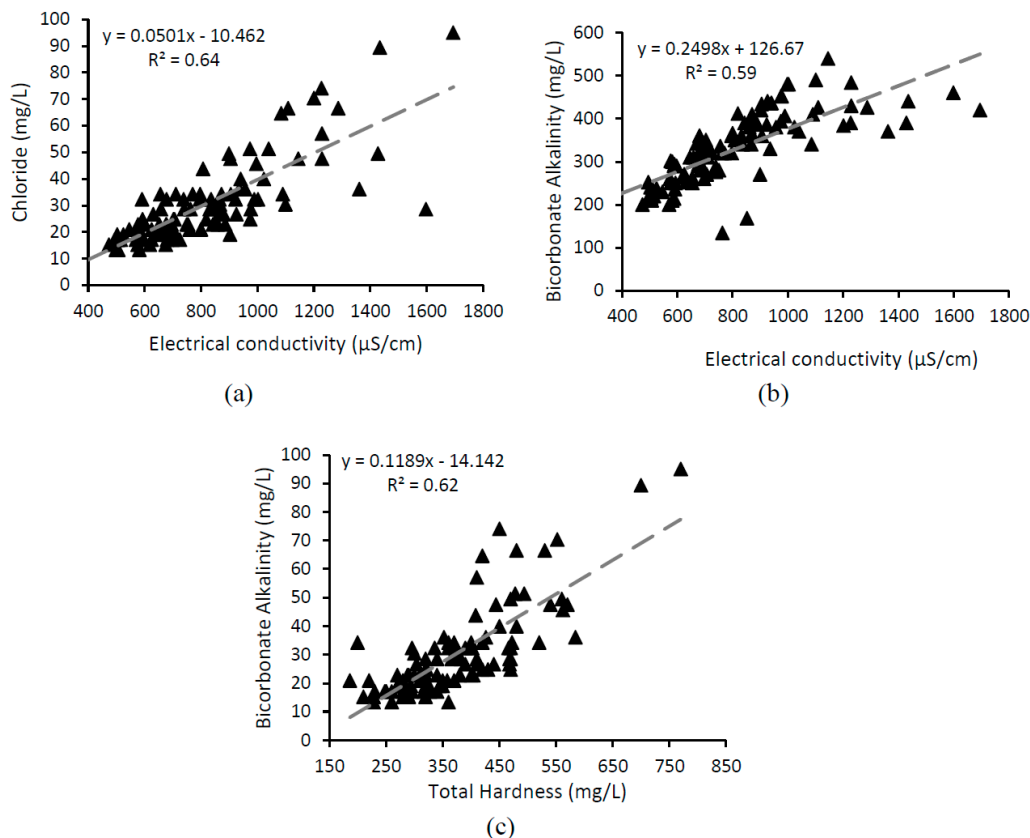 y = 0.0501x - 10.462
R² = 0.64
Chloride (mg/L)
100
90
80
70
60
50
40
30
20
10
0
400 600 800 1000 1200 1400 1600 1800
Electrical conductivity (µS/cm)
(a)
y = 0.2498x + 126.67
R² = 0.59
Bicorbonate Alkalinity (mg/L)
600
500
400
300
200
100
0
400 600 800 1000 1200 1400 1600 1800
Electrical conductivity (µS/cm)
(b)
y = 0.1189x - 14.142
R² = 0.62
Bicorbonate Alkalinity (mg/L)
100
90
80
70
60
50
40
30
20
10
0
150 250 350 450 550 650 750 850
Total Hardness (mg/L)
(c)